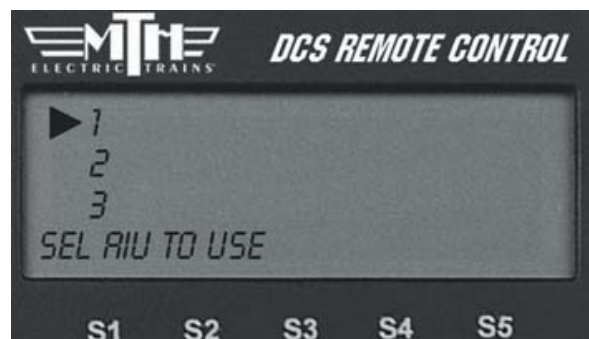 MTH
ELECTRIC TRAINS
DCS REMOTE CONTROL
▶1
2
3
SEL AIU TO USE
S1 S2 S3 S4 S5